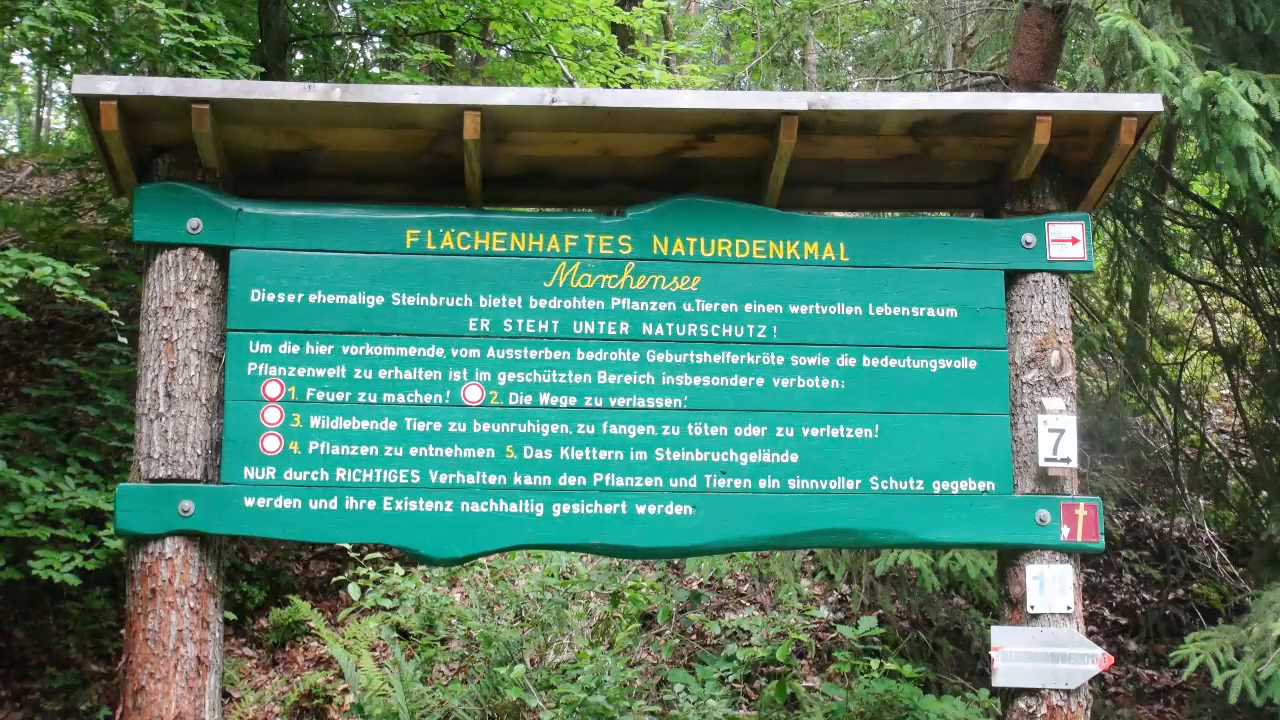 FLÄCHENHAFTES NATURDENKMAL
Märchensee
Dieser ehemalige Steinbruch bietet bedrohten Pflanzen u.Tieren einen wertvollen Lebensraum
ER STEHT UNTER NATURSCHUTZ!
Um die hier vorkommende, vom Aussterben bedrohte Geburtshelferkröte sowie die bedeutungsvolle
Pflanzenwelt zu erhalten ist im geschützten Bereich insbesondere verboten:
1. Feuer zu machen! 2. Die Wege zu verlassen!
3. Wildlebende Tiere zu beunruhigen, zu fangen, zu töten oder zu verletzen!
4. Pflanzen zu entnehmen 5. Das Klettern im Steinbruchgelände
NUR durch RICHTIGES Verhalten kann den Pflanzen und Tieren ein sinnvoller Schutz gegeben
werden und ihre Existenz nachhaltig gesichert werden.
7
11